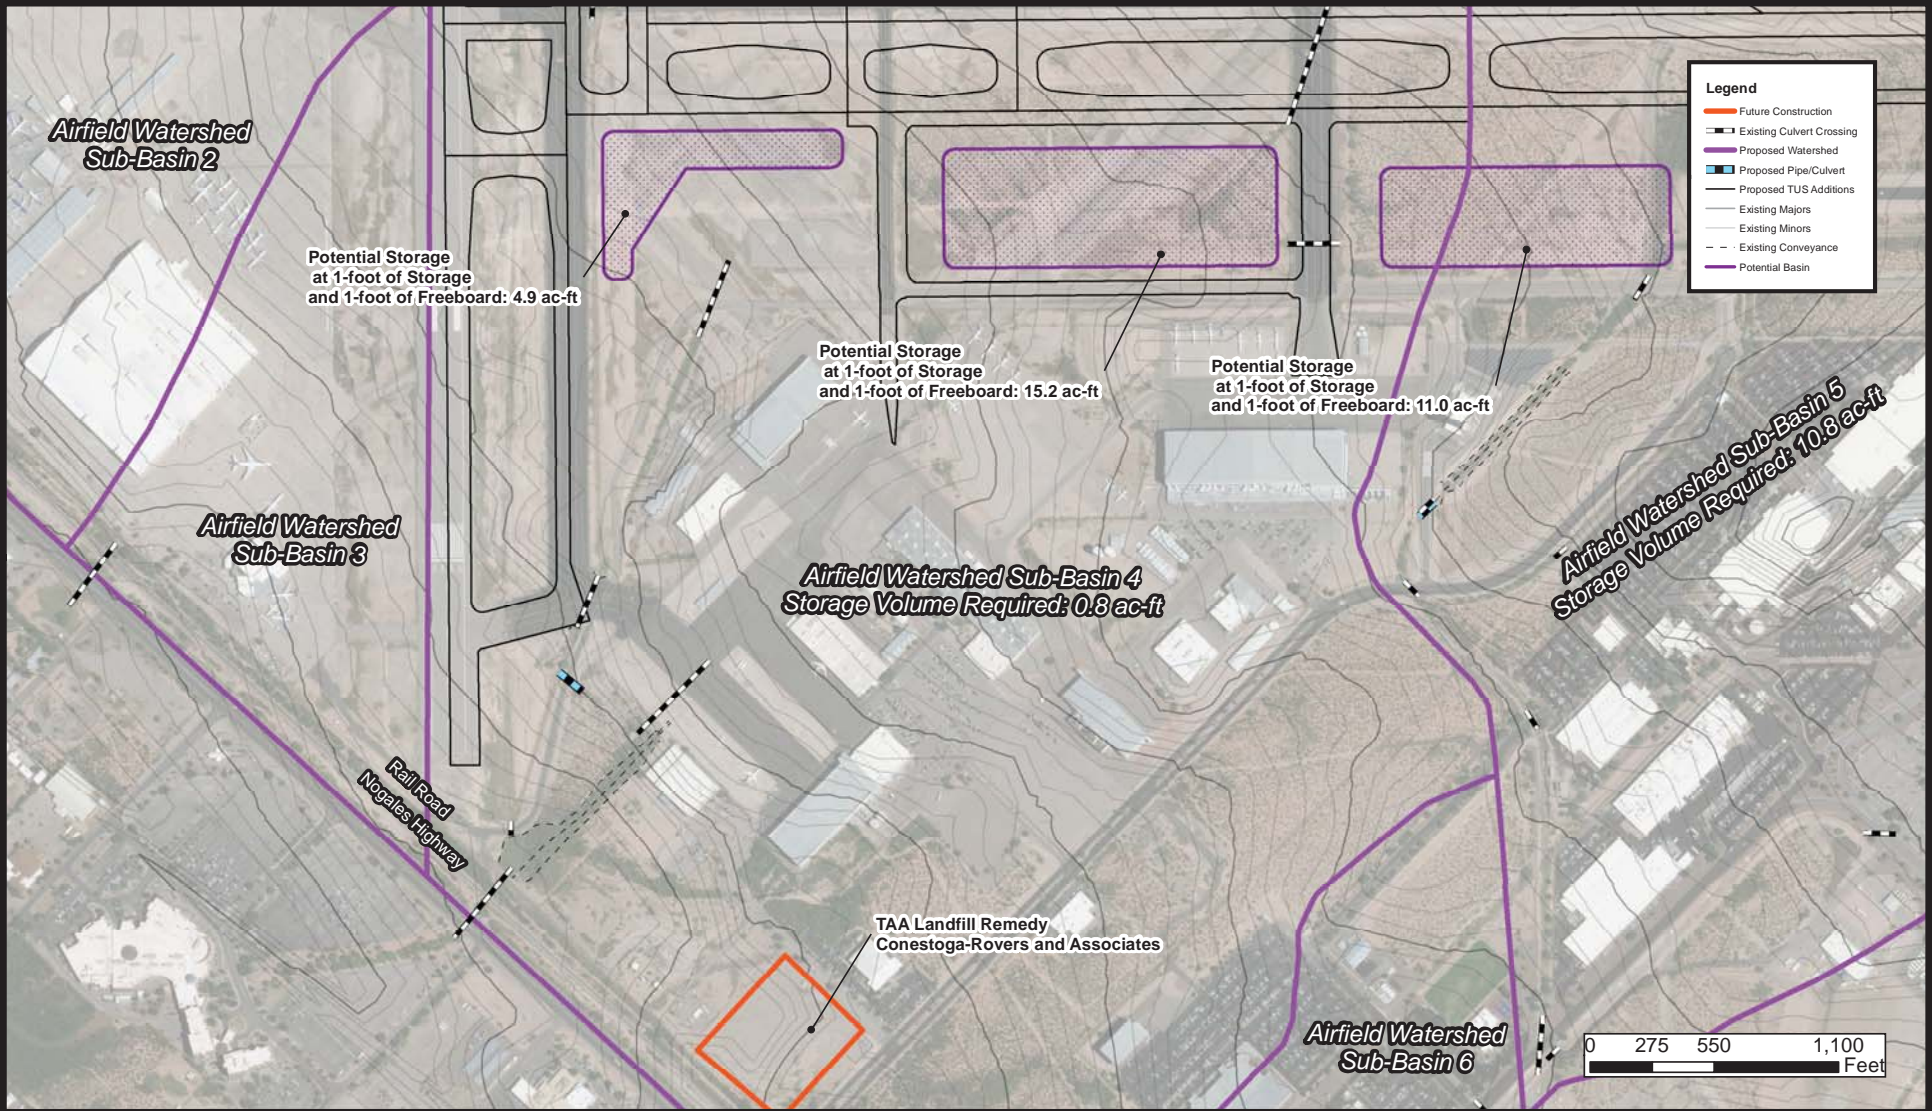 Airfield Watershed
Sub-Basin 2
Legend
Future Construction
Existing Culvert Crossing
Proposed Watershed
Proposed Pipe/Culvert
Proposed TUS Additions
Existing Majors
Existing Minors
Existing Conveyance
Potential Basin
Potential Storage
at 1-foot of Storage
and 1-foot of Freeboard: 4.9 ac-ft
Potential Storage
at 1-foot of Storage
and 1-foot of Freeboard: 15.2 ac-ft
Potential Storage
at 1-foot of Storage
and 1-foot of Freeboard: 11.0 ac-ft
Airfield Watershed Sub-Basin 5
Storage Volume Required: 10.8 ac-ft
Airfield Watershed
Sub-Basin 3
Airfield Watershed Sub-Basin 4
Storage Volume Required: 0.8 ac-ft
Rail Road
Nogales Highway
TAA Landfill Remedy
Conestoga-Rovers and Associates
Airfield Watershed
Sub-Basin 6
0 275 550 1,100
Feet